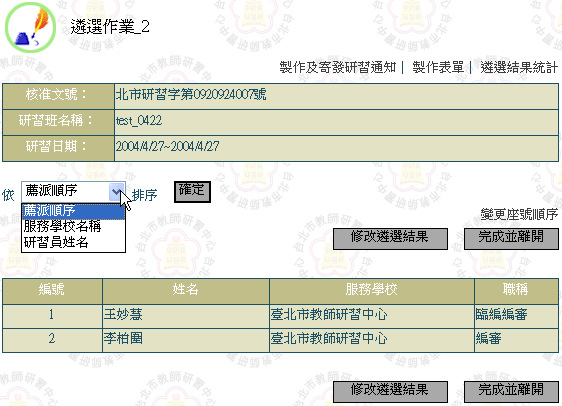 遴選作業_2
製作及寄發研習通知| 製作表單| 遴選結果統計
核准文號： 北市研習字第0920924007號
研習班名稱： test_0422
研習日期： 2004/4/27~2004/4/27
依 薦派順序 排序 確定
薦派順序
服務學校名稱
研習員姓名
變更座號順序
修改遴選結果 完成並離開
編號 姓名 服務學校 職稱
1 王妙慧 臺北市教師研習中心 臨編編審
2 李柏圍 臺北市教師研習中心 編審
修改遴選結果 完成並離開